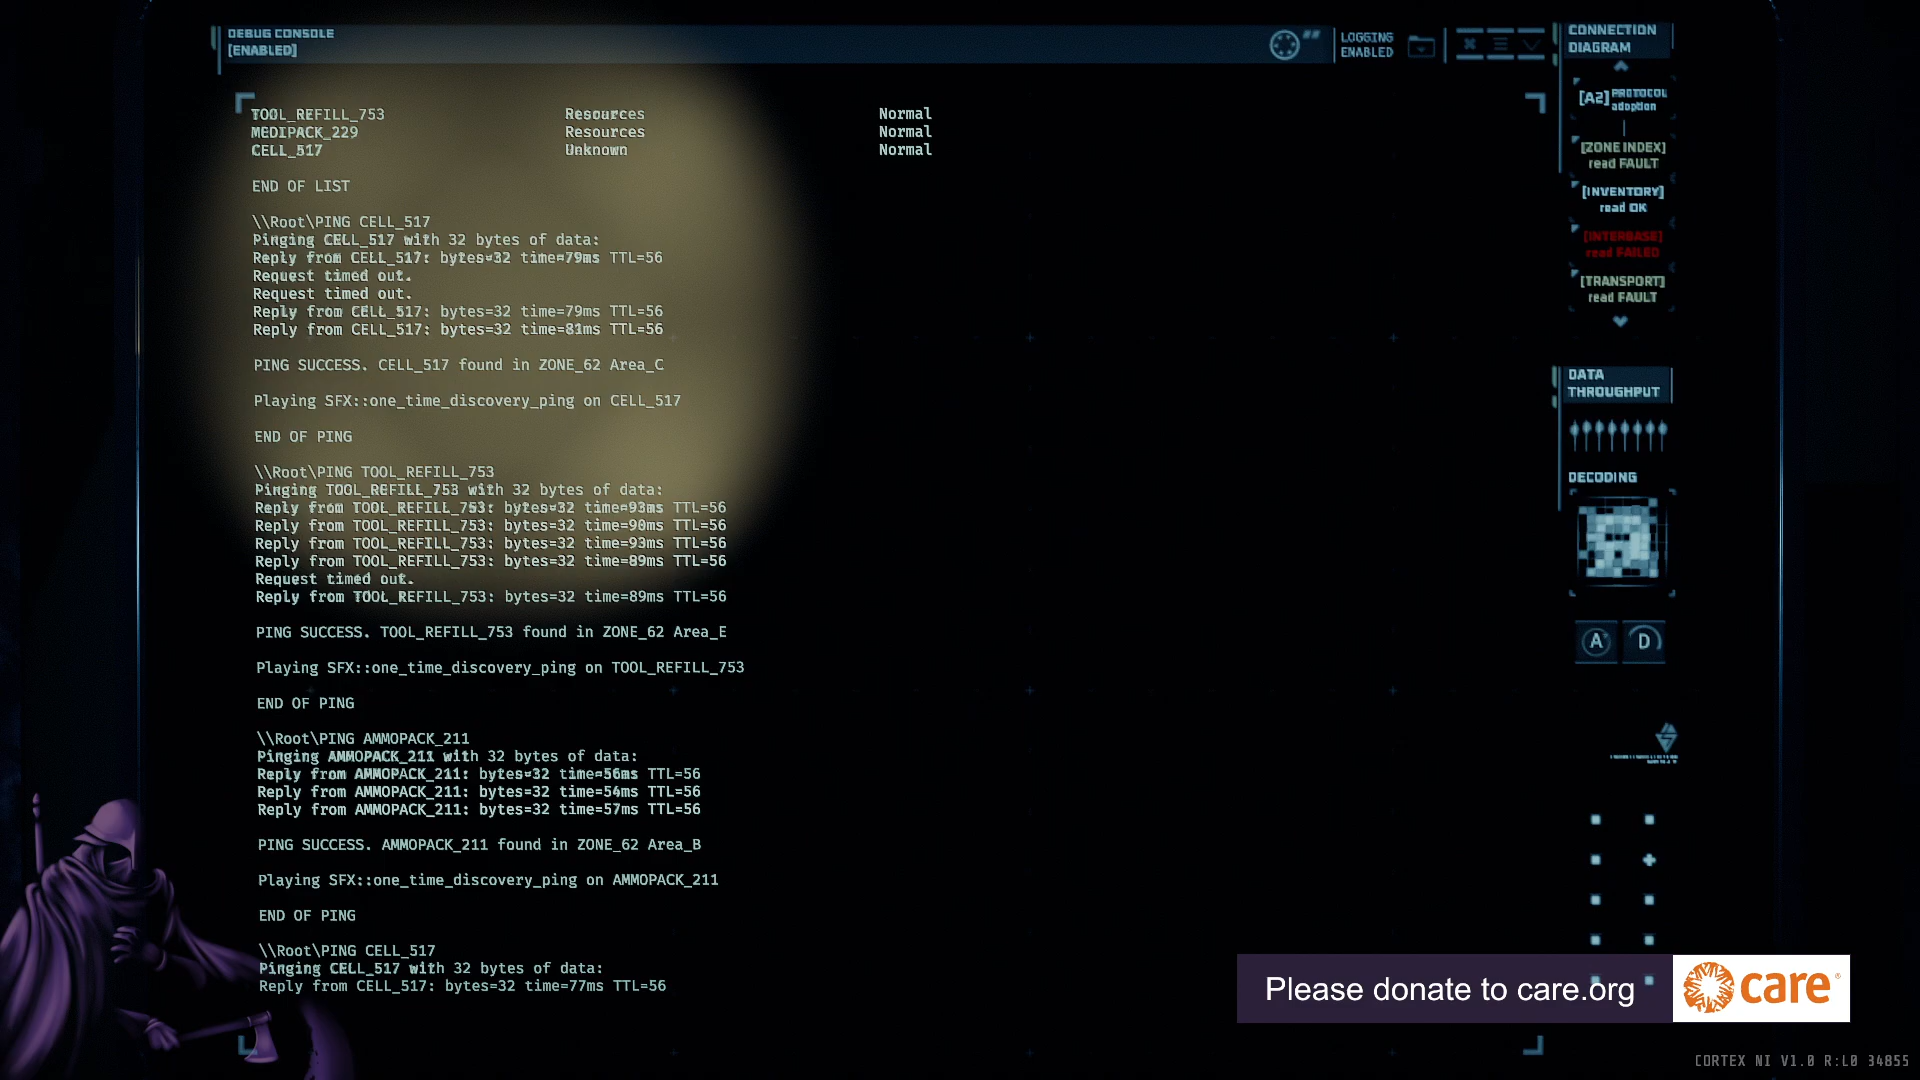 DEBUG CONSOLE
[ENABLED]
LOGGING
ENABLED
TOOL_REFILL_753 Resources Normal
MEDIPACK_229 Resources Normal
CELL_517 Unknown Normal
END OF LIST
\\Root\PING CELL_517
Pinging CELL_517 with 32 bytes of data:
Reply from CELL_517: bytes=32 time=79ms TTL=56
Request timed out.
Request timed out.
Reply from CELL_517: bytes=32 time=79ms TTL=56
Reply from CELL_517: bytes=32 time=81ms TTL=56
PING SUCCESS. CELL_517 found in ZONE_62 Area_C
Playing SFX::one_time_discovery_ping on CELL_517
END OF PING
\\Root\PING TOOL_REFILL_753
Pinging TOOL_REFILL_753 with 32 bytes of data:
Reply from TOOL_REFILL_753: bytes=32 time=93ms TTL=56
Reply from TOOL_REFILL_753: bytes=32 time=90ms TTL=56
Reply from TOOL_REFILL_753: bytes=32 time=93ms TTL=56
Reply from TOOL_REFILL_753: bytes=32 time=89ms TTL=56
Request timed out.
Reply from TOOL_REFILL_753: bytes=32 time=89ms TTL=56
PING SUCCESS. TOOL_REFILL_753 found in ZONE_62 Area_E
Playing SFX::one_time_discovery_ping on TOOL_REFILL_753
END OF PING
\\Root\PING AMMOPACK_211
Pinging AMMOPACK_211 with 32 bytes of data:
Reply from AMMOPACK_211: bytes=32 time=56ms TTL=56
Reply from AMMOPACK_211: bytes=32 time=54ms TTL=56
Reply from AMMOPACK_211: bytes=32 time=57ms TTL=56
PING SUCCESS. AMMOPACK_211 found in ZONE_62 Area_B
Playing SFX::one_time_discovery_ping on AMMOPACK_211
END OF PING
\\Root\PING CELL_517
Pinging CELL_517 with 32 bytes of data:
Reply from CELL_517: bytes=32 time=77ms TTL=56
CONNECTION
DIAGRAM
[A2] PROTOCOL
adoption
[ZONE INDEX]
read FAULT
[INVENTORY]
read OK
[INTERBASE]
read FAILED
[TRANSPORT]
read FAULT
DATA
THROUGHPUT
DECODING
A D
Please donate to care.org
care®
CORTEX NI V1.0 R:L0 34855